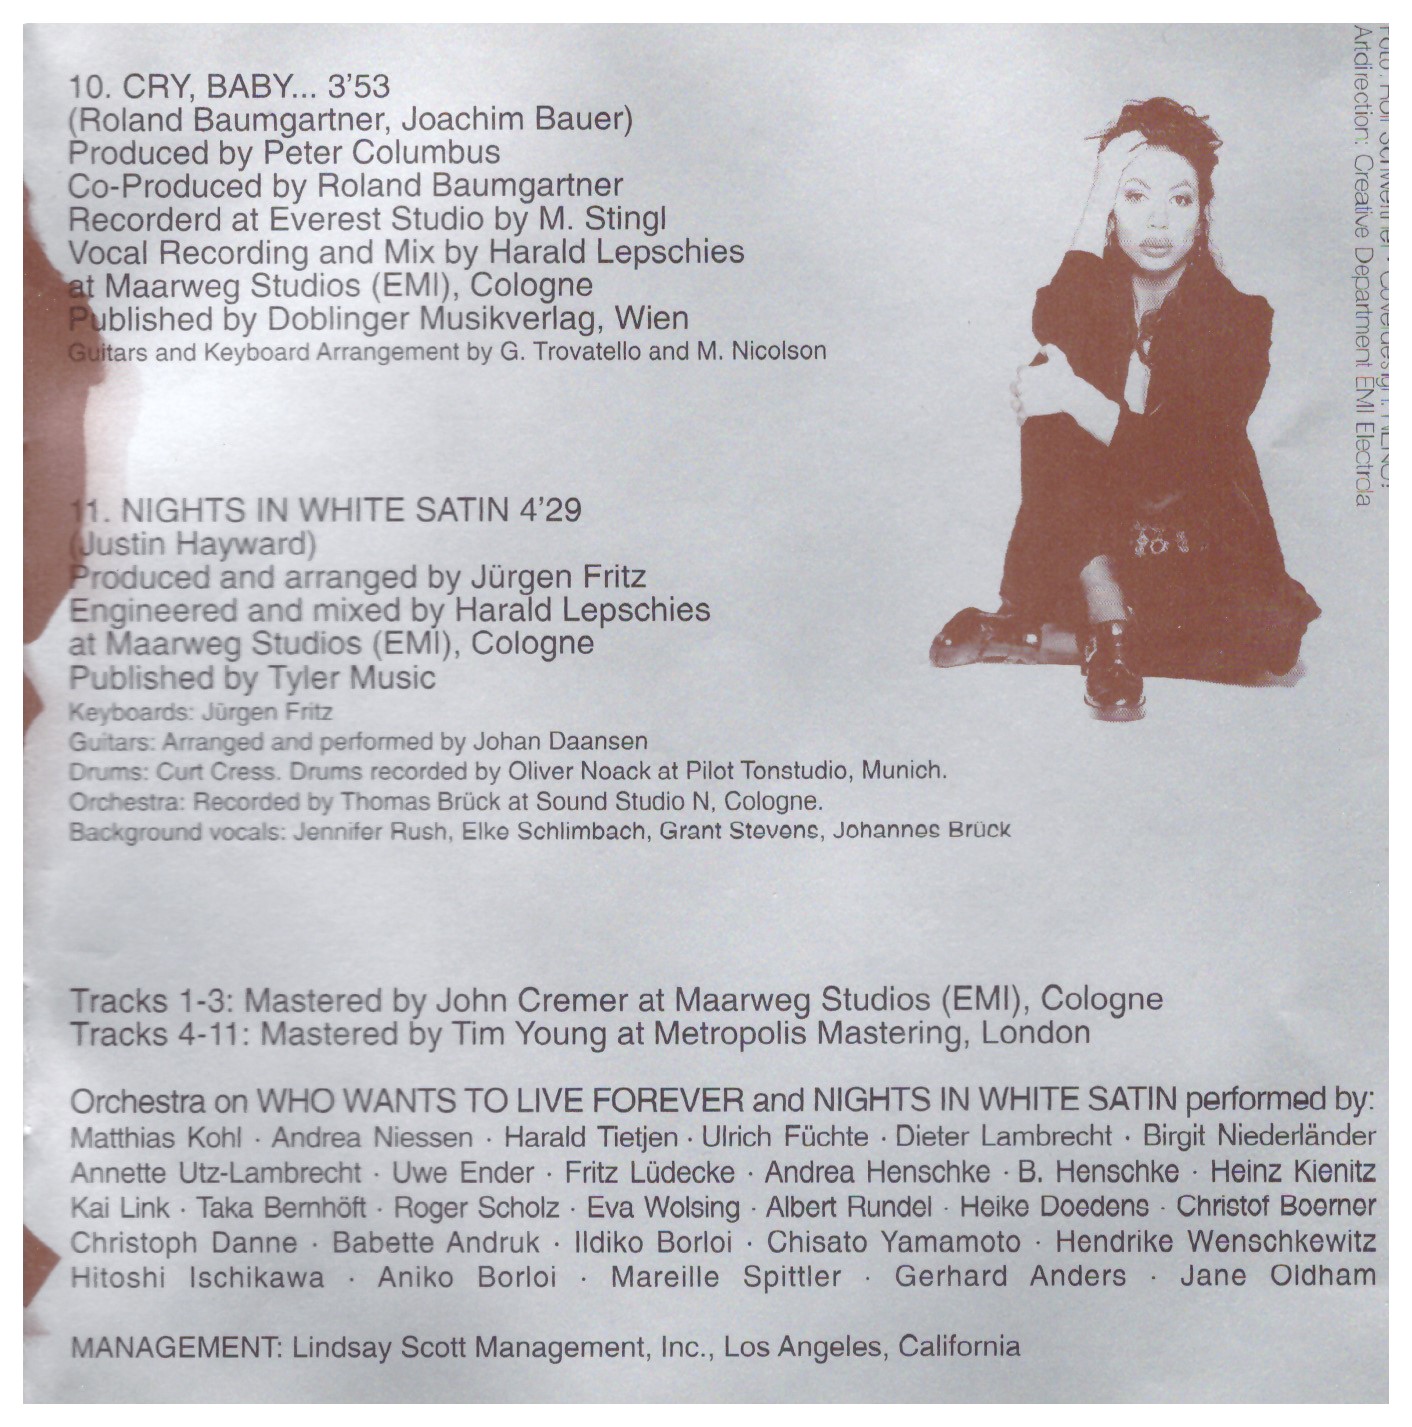 10. CRY, BABY... 3'53
(Roland Baumgartner, Joachim Bauer)
Produced by Peter Columbus
Co-Produced by Roland Baumgartner
Recorderd at Everest Studio by M. Stingl
Vocal Recording and Mix by Harald Lepschies
at Maarweg Studios (EMI), Cologne
Published by Doblinger Musikverlag, Wien
Guitars and Keyboard Arrangement by G. Trovatello and M. Nicolson
11. NIGHTS IN WHITE SATIN 4'29
(Justin Hayward)
Produced and arranged by Jürgen Fritz
Engineered and mixed by Harald Lepschies
at Maarweg Studios (EMI), Cologne
Published by Tyler Music
Keyboards: Jürgen Fritz
Guitars: Arranged and performed by Johan Daansen
Drums: Curt Cress. Drums recorded by Oliver Noack at Pilot Tonstudio, Munich.
Orchestra: Recorded by Thomas Brück at Sound Studio N, Cologne.
Background vocals: Jennifer Rush, Elke Schlimbach, Grant Stevens, Johannes Brück
Tracks 1-3: Mastered by John Cremer at Maarweg Studios (EMI), Cologne
Tracks 4-11: Mastered by Tim Young at Metropolis Mastering, London
Orchestra on WHO WANTS TO LIVE FOREVER and NIGHTS IN WHITE SATIN performed by:
Matthias Kohl · Andrea Niessen · Harald Tietjen · Ulrich Füchte · Dieter Lambrecht · Birgit Niederländer
Annette Utz-Lambrecht · Uwe Ender · Fritz Lüdecke · Andrea Henschke · B. Henschke · Heinz Kienitz
Kai Link · Taka Bernhöft · Roger Scholz · Eva Wolsing · Albert Rundel · Heike Doedens · Christof Boerner
Christoph Danne · Babette Andruk · Ildiko Borloi · Chisato Yamamoto · Hendrike Wenschkewitz
Hitoshi Ischikawa · Aniko Borloi · Mareille Spittler · Gerhard Anders · Jane Oldham
MANAGEMENT: Lindsay Scott Management, Inc., Los Angeles, California
Coverdesign:
Artdirection: Creative Department EMI Electrola